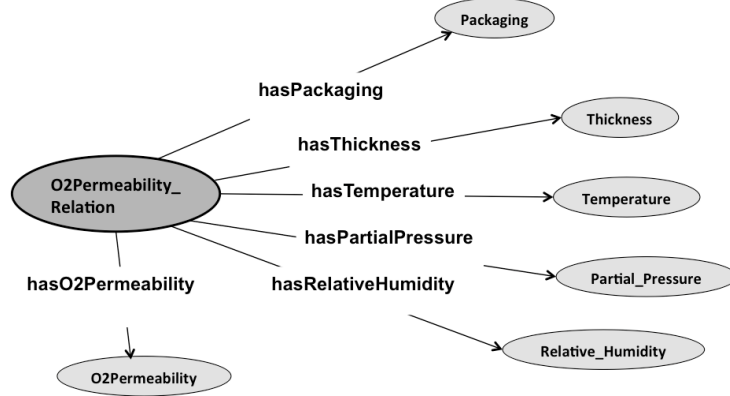 Packaging
hasPackaging
Thickness
hasThickness
O2Permeability_
Relation
hasTemperature
Temperature
hasPartialPressure
Partial_Pressure
hasO2Permeability
hasRelativeHumidity
Relative_Humidity
O2Permeability